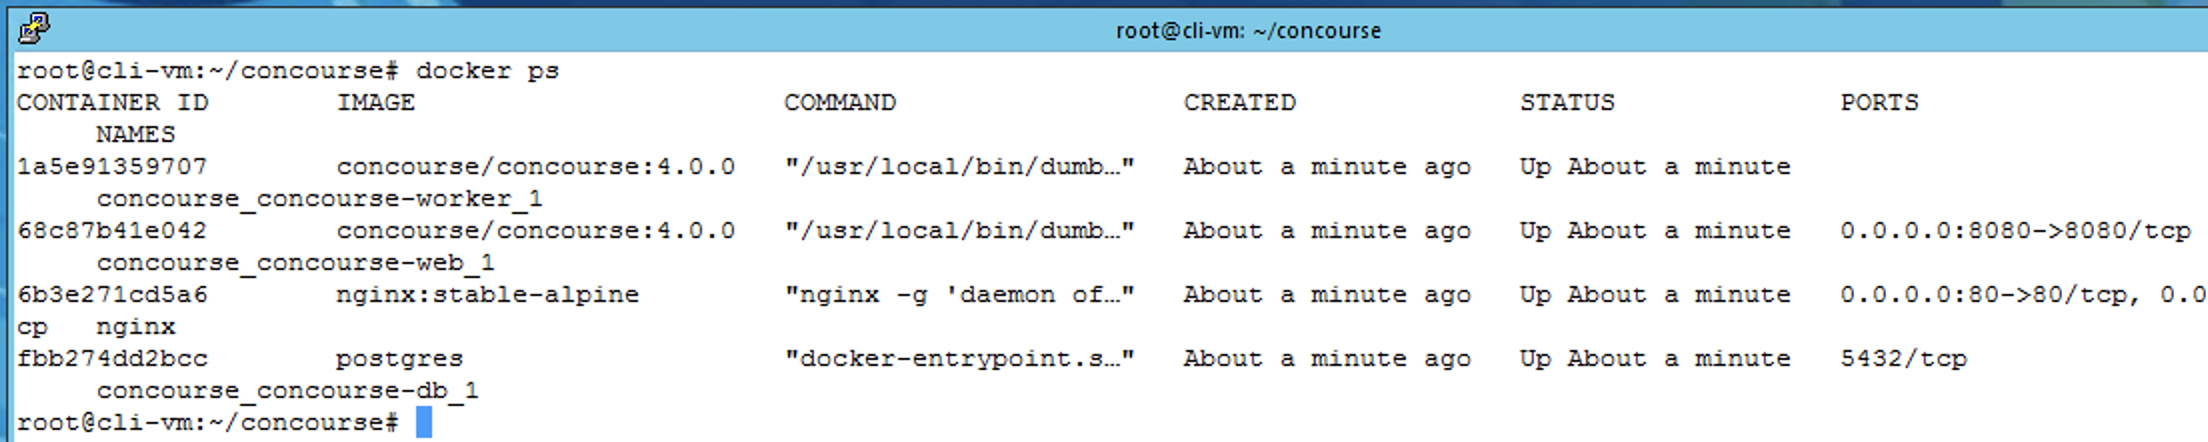 root@cli-vm: ~/concourse
root@cli-vm:~/concourse# docker ps
CONTAINER ID        IMAGE                       COMMAND                  CREATED              STATUS              PORTS
     NAMES
1a5e91359707        concourse/concourse:4.0.0   "/usr/local/bin/dumb…"   About a minute ago   Up About a minute
     concourse_concourse-worker_1
68c87b41e042        concourse/concourse:4.0.0   "/usr/local/bin/dumb…"   About a minute ago   Up About a minute   0.0.0.0:8080->8080/tcp
     concourse_concourse-web_1
6b3e271cd5a6        nginx:stable-alpine         "nginx -g 'daemon of…"   About a minute ago   Up About a minute   0.0.0.0:80->80/tcp, 0.0
cp   nginx
fbb274dd2bcc        postgres                    "docker-entrypoint.s…"   About a minute ago   Up About a minute   5432/tcp
     concourse_concourse-db_1
root@cli-vm:~/concourse#